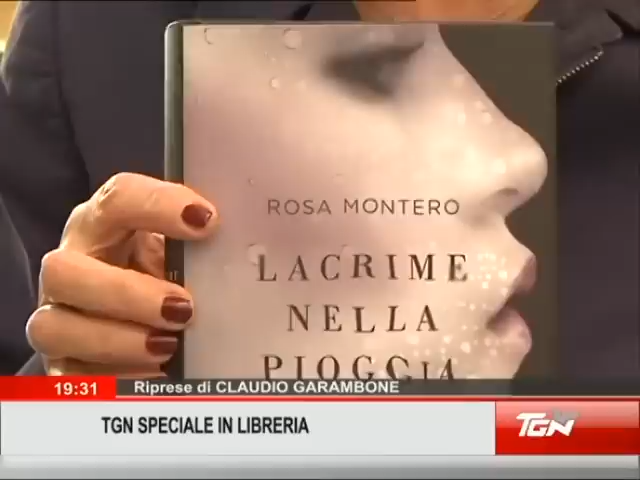 ROSA MONTERO
LACRIME
NELLA
PIOGGIA
19:31 Riprese di CLAUDIO GARAMBONE
TGN SPECIALE IN LIBRERIA
TGN